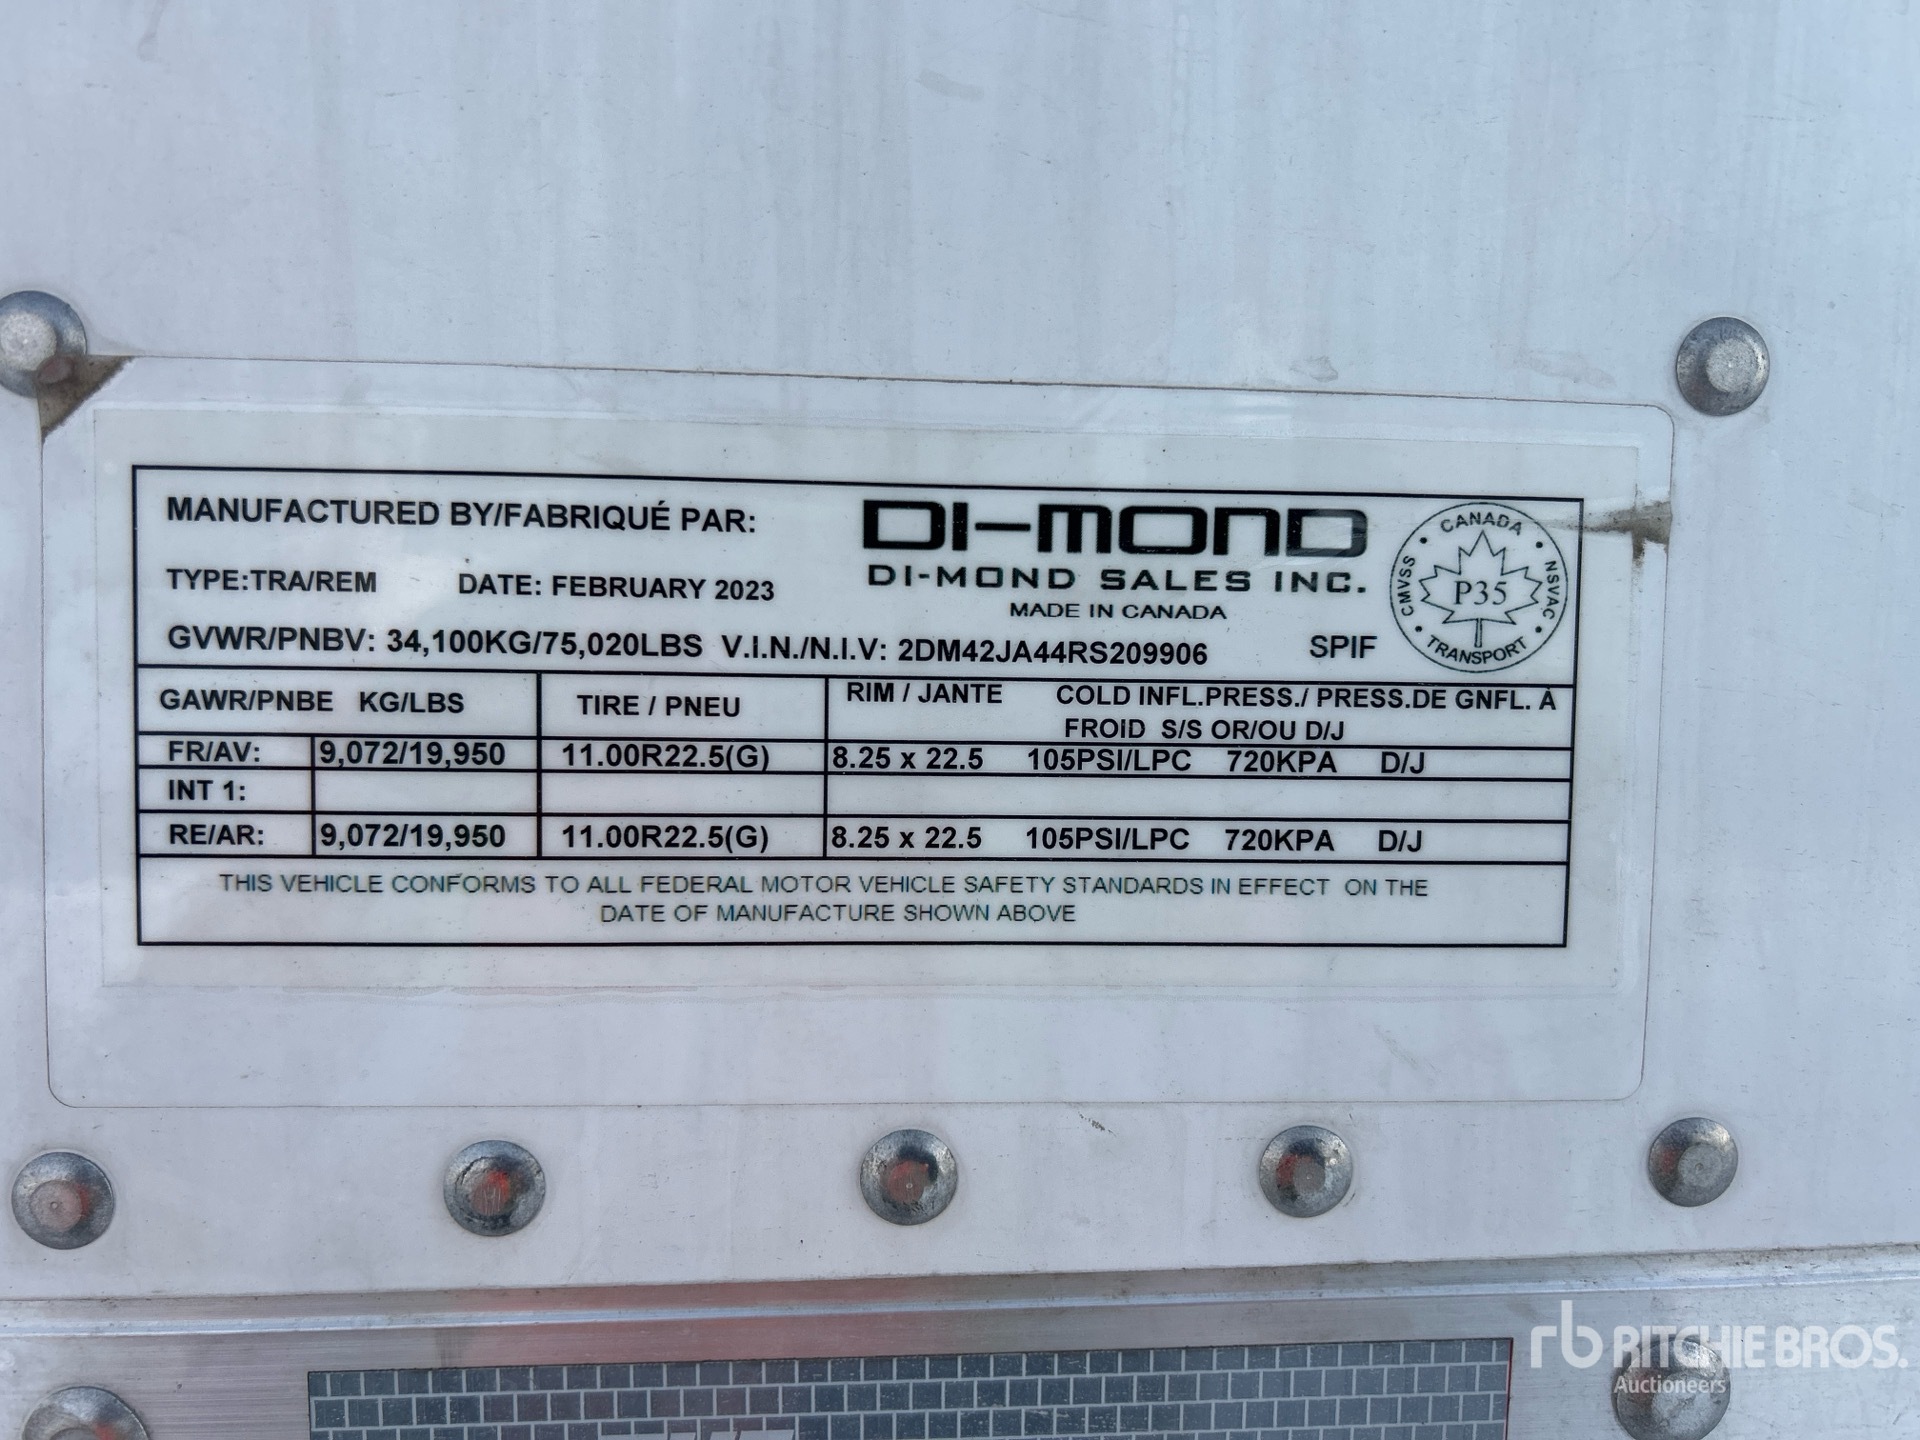 MANUFACTURED BY/FABRIQUÉ PAR:
DI-MOND
DI-MOND SALES INC.
MADE IN CANADA
CANADA
CMVSS
NSVAC
P35
TRANSPORT
TYPE:TRA/REM DATE: FEBRUARY 2023
GVWR/PNBV: 34,100KG/75,020LBS V.I.N./N.I.V: 2DM42JA44RS209906 SPIF
GAWR/PNBE KG/LBS TIRE / PNEU RIM / JANTE COLD INFL.PRESS./ PRESS.DE GNFL. À
FROID S/S OR/OU D/J
FR/AV: 9,072/19,950 11.00R22.5(G) 8.25 x 22.5 105PSI/LPC 720KPA D/J
INT 1:
RE/AR: 9,072/19,950 11.00R22.5(G) 8.25 x 22.5 105PSI/LPC 720KPA D/J
THIS VEHICLE CONFORMS TO ALL FEDERAL MOTOR VEHICLE SAFETY STANDARDS IN EFFECT ON THE
DATE OF MANUFACTURE SHOWN ABOVE
rb RITCHIE BROS.
Auctioneers